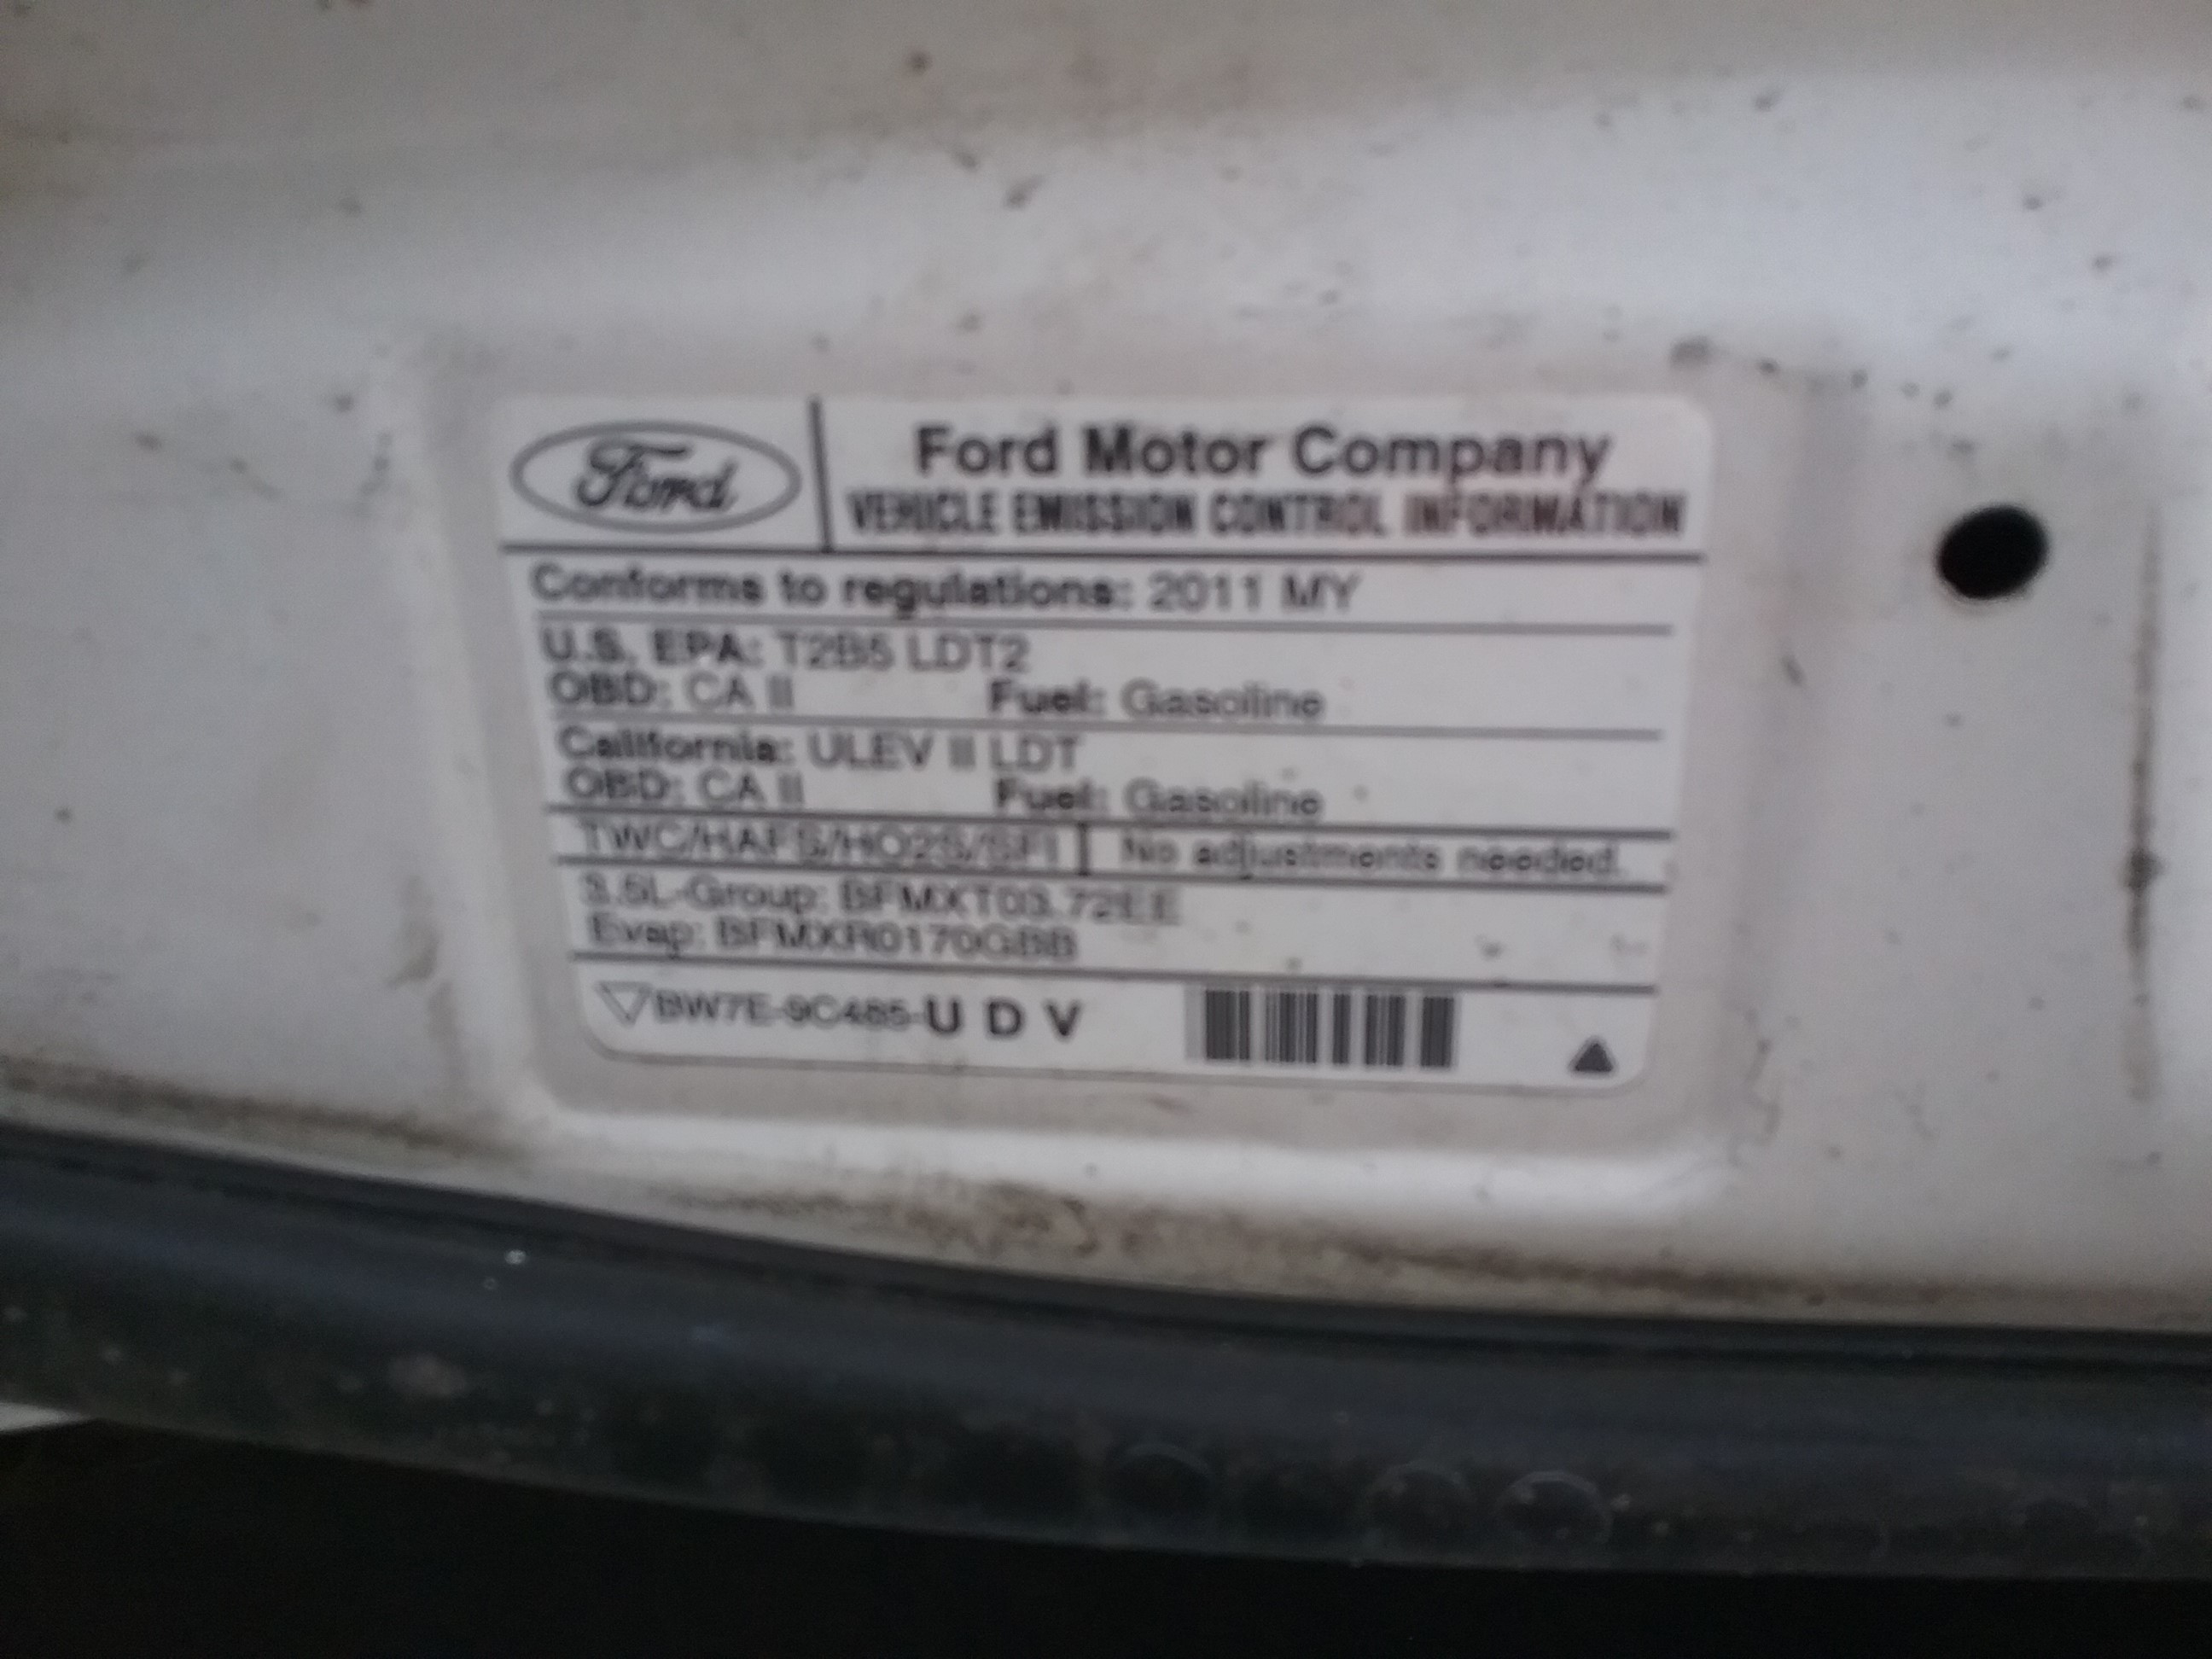 Ford
Ford Motor Company
VEHICLE EMISSION CONTROL INFORMATION
Conforms to regulations: 2011 MY
U.S. EPA: T2B5 LDT2
OBD: CA II Fuel: Gasoline
California: ULEV II LDT
OBD: CA II Fuel: Gasoline
TWC/HAFS/HO2S/SFI No adjustments needed.
3.5L-Group: BFMXT03.72EE
Evap: BFMXR0170GBB
BW7E-9C485-U D V